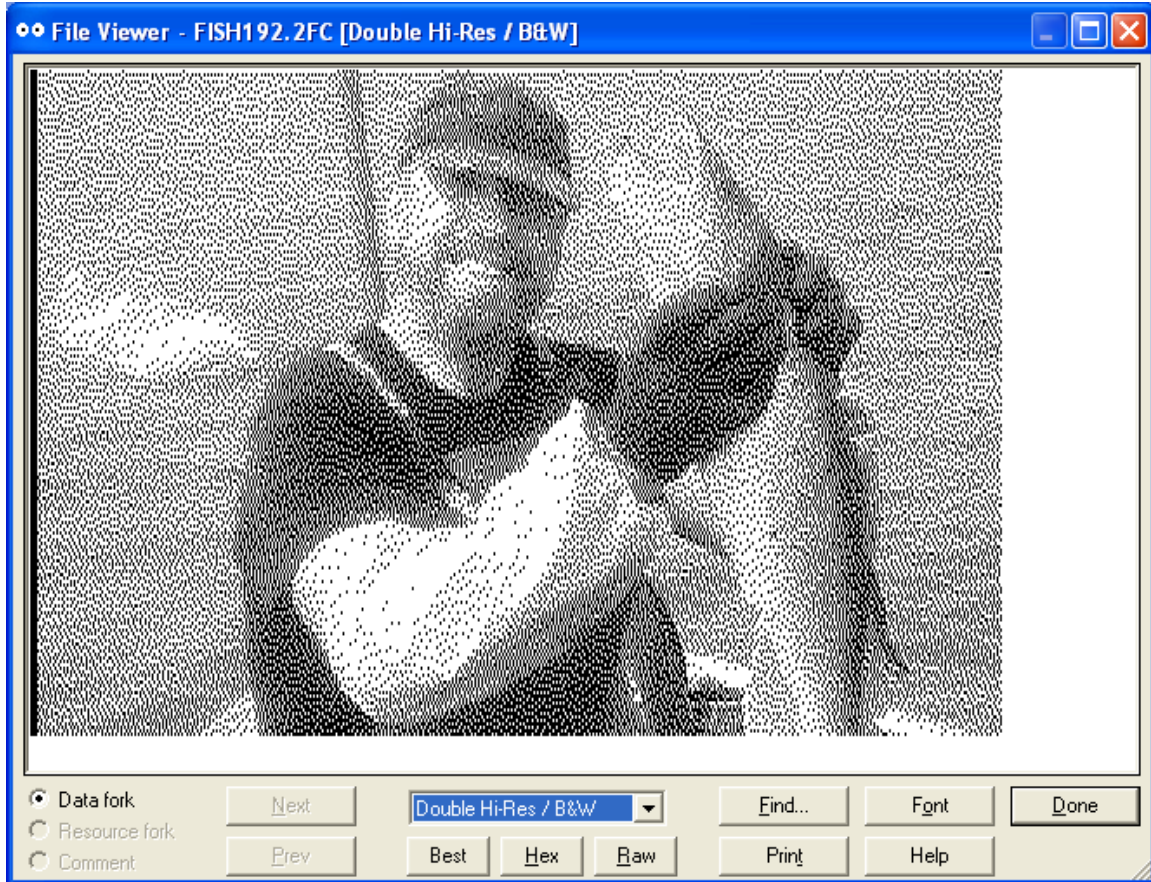 File Viewer - FISH192.2FC [Double Hi-Res / B&W]
Data fork
Next
Double Hi-Res / B&W
Find...
Font
Done
Resource fork
Comment
Prev
Best
Hex
Raw
Print
Help